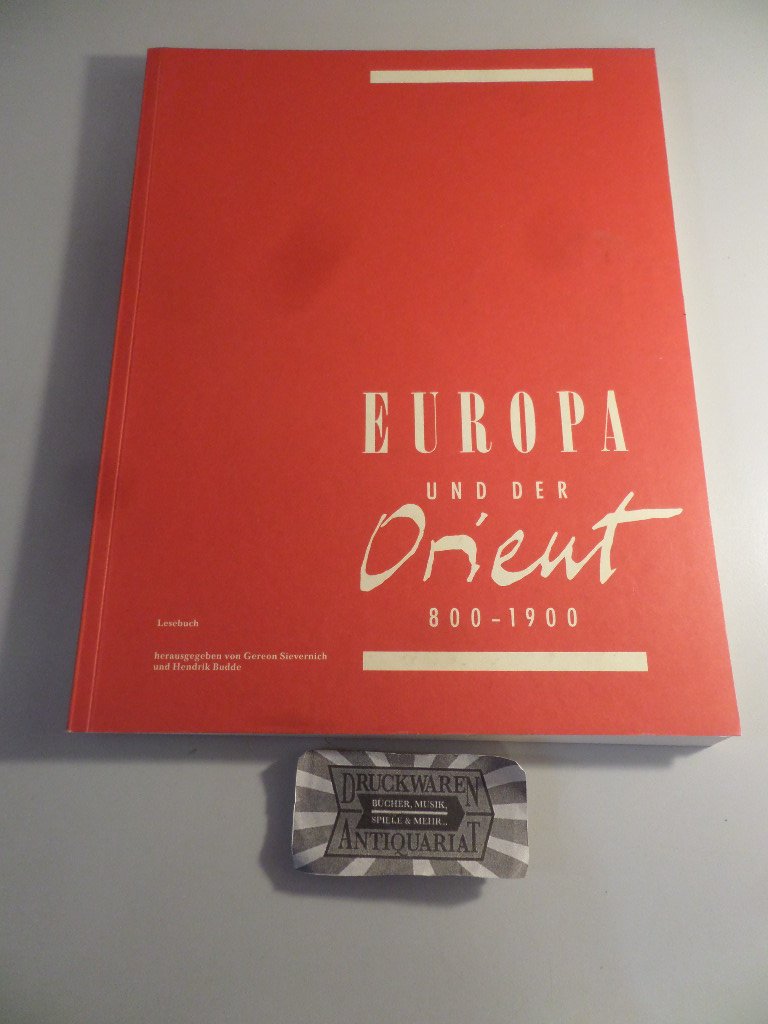 EUROPA
UND DER
Orient
800-1900
Lesebuch
herausgegeben von Gereon Sievernich
und Hendrik Budde
DRUCKWAREN
BÜCHER, MUSIK,
SPIELE & MEHR...
ANTIQUARIAT